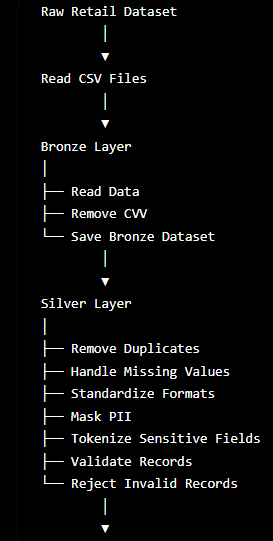 Raw Retail Dataset
│
▼
Read CSV Files
│
▼
Bronze Layer
│
├── Read Data
├── Remove CVV
└── Save Bronze Dataset
│
▼
Silver Layer
│
├── Remove Duplicates
├── Handle Missing Values
├── Standardize Formats
├── Mask PII
├── Tokenize Sensitive Fields
├── Validate Records
└── Reject Invalid Records
│
▼